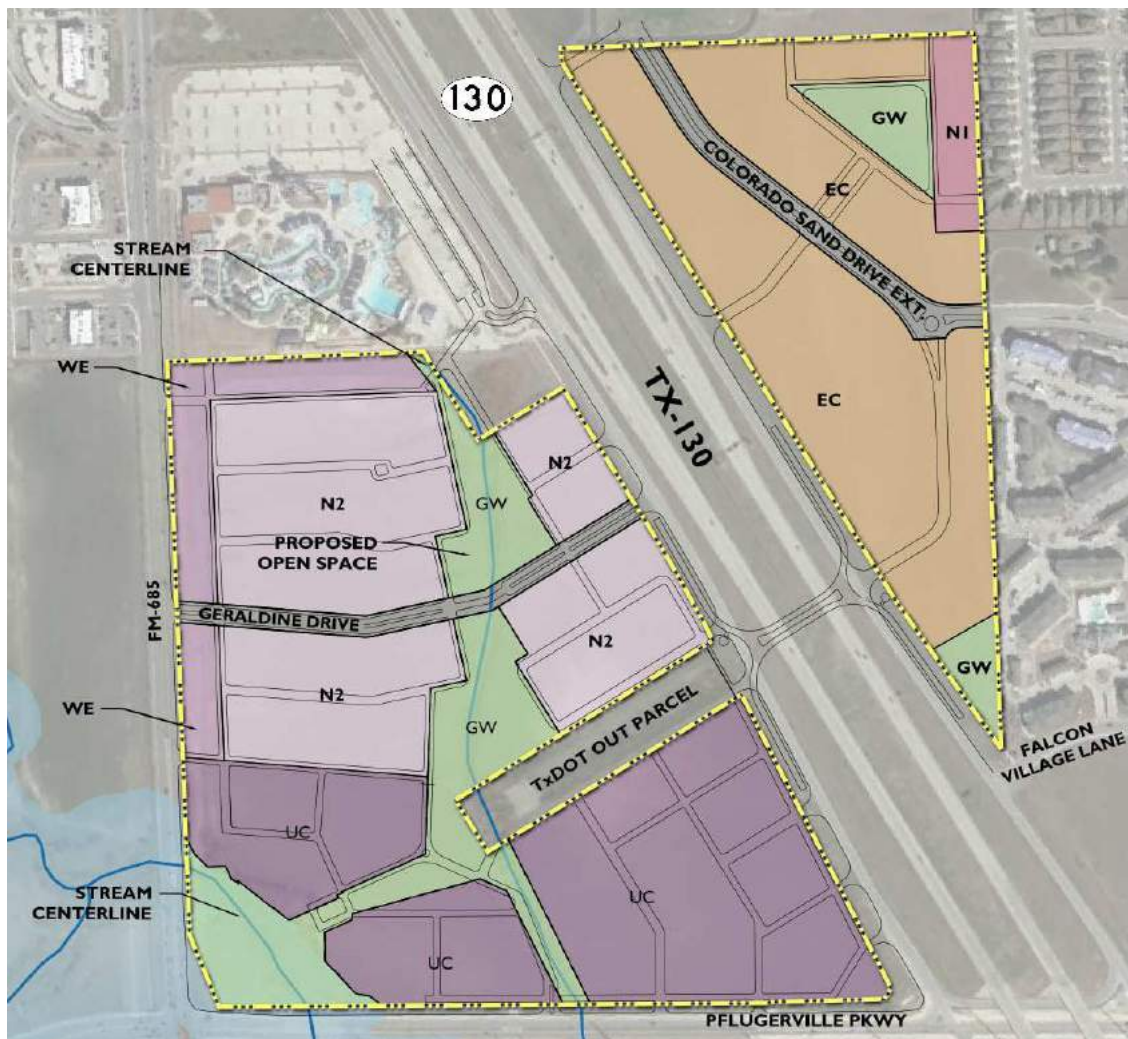 130
GW
N1
COLORADO SAND DRIVE EXT.
EC
STREAM
CENTERLINE
WE
TX-130
EC
N2
N2
GW
PROPOSED
OPEN SPACE
FM-685
GERALDINE DRIVE
N2
N2
GW
WE
GW
TxDOT OUT PARCEL
FALCON
VILLAGE LANE
UC
UC
STREAM
CENTERLINE
UC
PFLUGERVILLE PKWY